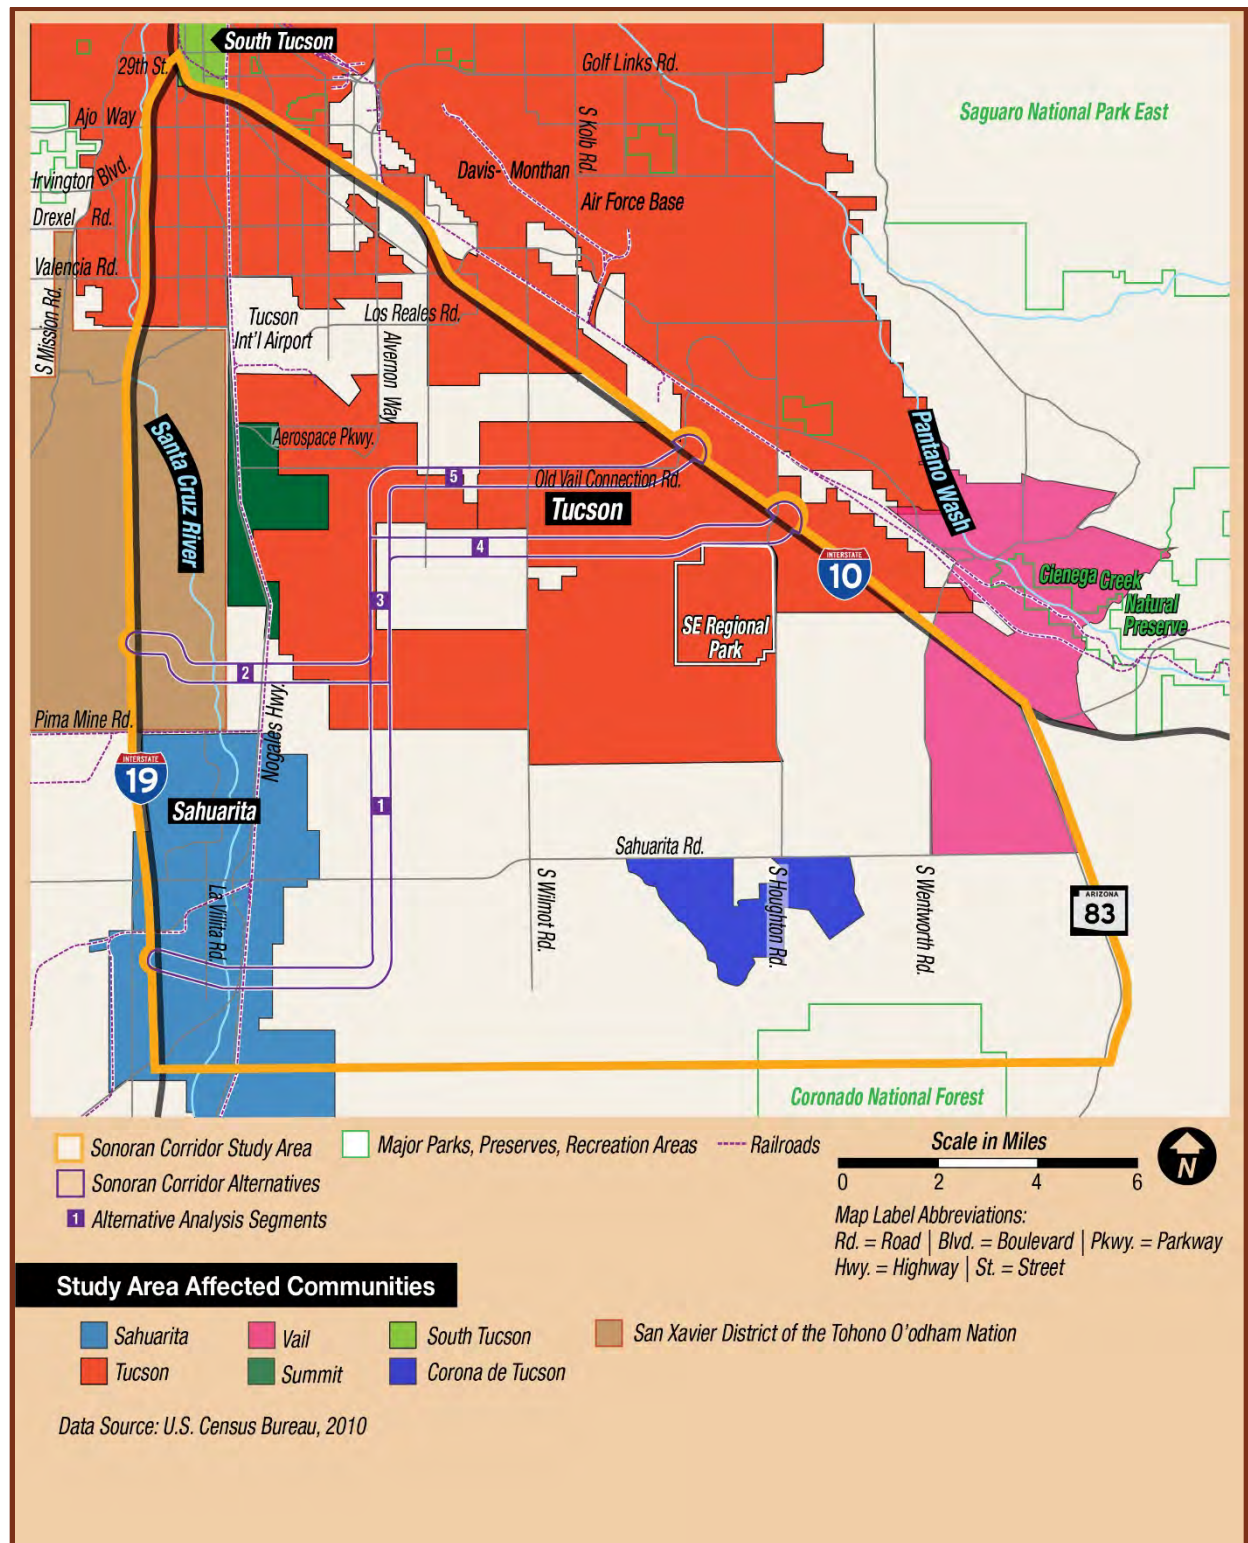 South Tucson
29th St.
Golf Links Rd.
Ajo Way
S Kolb Rd.
Saguaro National Park East
Irvington Blvd.
Davis- Monthan
Air Force Base
Drexel Rd.
Valencia Rd.
S Mission Rd.
Tucson
Int'l Airport
Los Reales Rd.
Alvernon Way
Santa Cruz River
Aerospace Pkwy.
Pantano Wash
5
Old Vail Connection Rd.
Tucson
4
INTERSTATE
10
Cienega Creek
Natural
Preserve
3
SE Regional
Park
2
Nogales Hwy.
Pima Mine Rd.
INTERSTATE
19
Sahuarita
1
Sahuarita Rd.
La Villita Rd.
S Wilmot Rd.
S Houghton Rd.
S Wentworth Rd.
ARIZONA
83
Coronado National Forest
Sonoran Corridor Study Area
Major Parks, Preserves, Recreation Areas
Railroads
Sonoran Corridor Alternatives
1 Alternative Analysis Segments
Scale in Miles
0 2 4 6
N
Map Label Abbreviations:
Rd. = Road | Blvd. = Boulevard | Pkwy. = Parkway
Hwy. = Highway | St. = Street
Study Area Affected Communities
Sahuarita
Vail
South Tucson
San Xavier District of the Tohono O'odham Nation
Tucson
Summit
Corona de Tucson
Data Source: U.S. Census Bureau, 2010